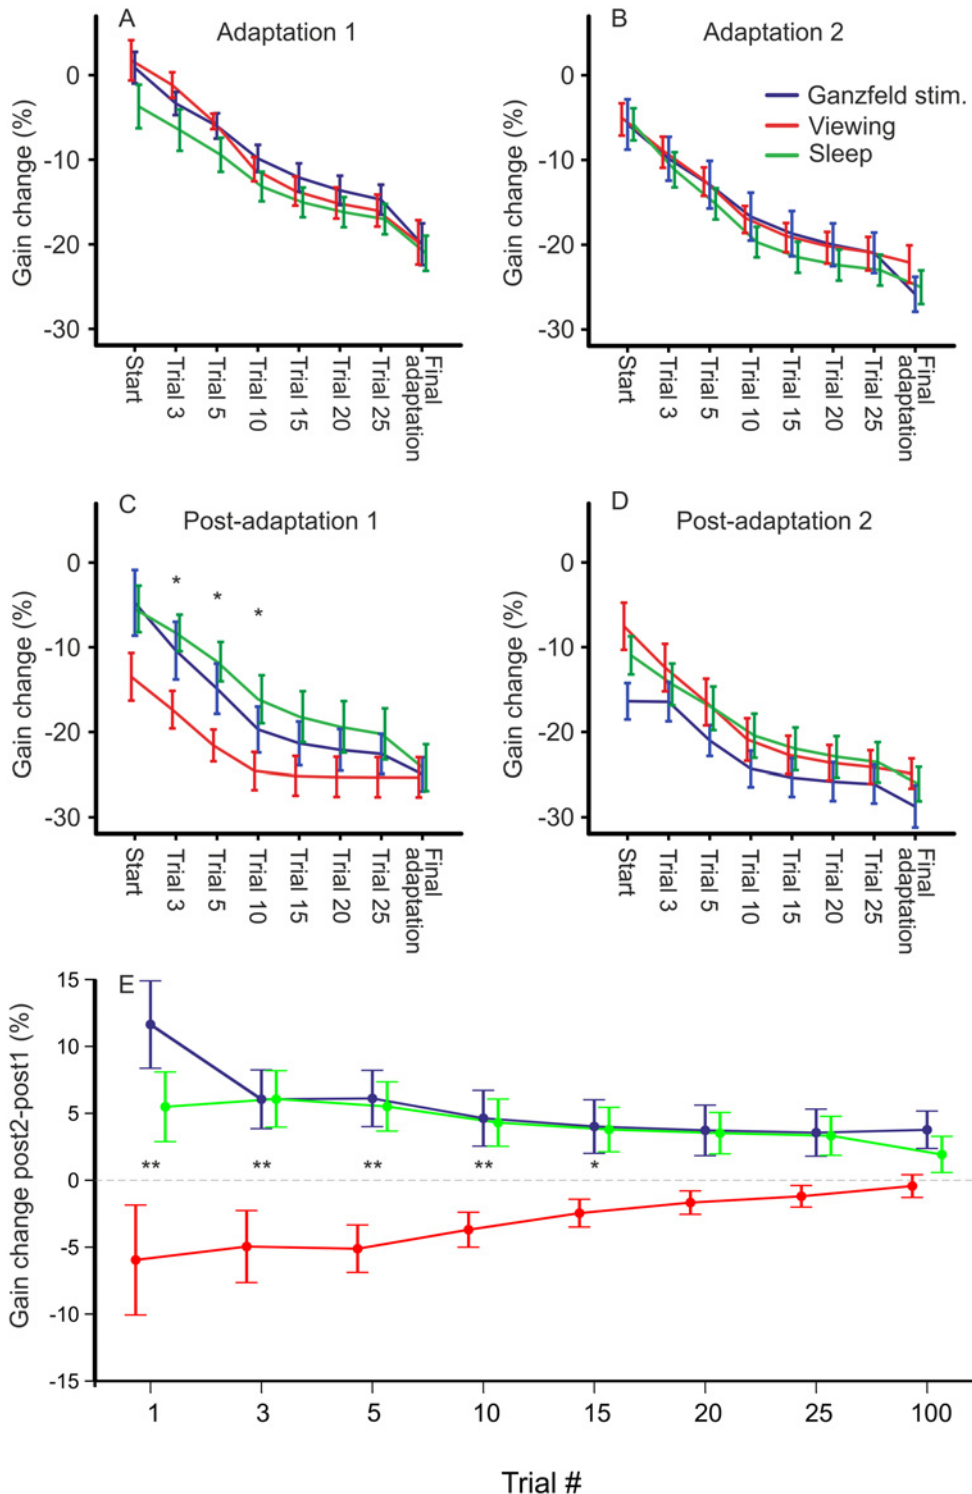 A
Adaptation 1
Gain change (%)
0
-10
-20
-30
Start
Trial 3
Trial 5
Trial 10
Trial 15
Trial 20
Trial 25
Final adaptation
B
Adaptation 2
Ganzfeld stim.
Viewing
Sleep
Gain change (%)
0
-10
-20
-30
Start
Trial 3
Trial 5
Trial 10
Trial 15
Trial 20
Trial 25
Final adaptation
C
Post-adaptation 1
Gain change (%)
0
-10
-20
-30
*
*
*
Start
Trial 3
Trial 5
Trial 10
Trial 15
Trial 20
Trial 25
Final adaptation
D
Post-adaptation 2
Gain change (%)
0
-10
-20
-30
Start
Trial 3
Trial 5
Trial 10
Trial 15
Trial 20
Trial 25
Final adaptation
E
Gain change post2-post1 (%)
15
10
5
0
-5
-10
-15
**
**
**
**
*
1
3
5
10
15
20
25
100
Trial #